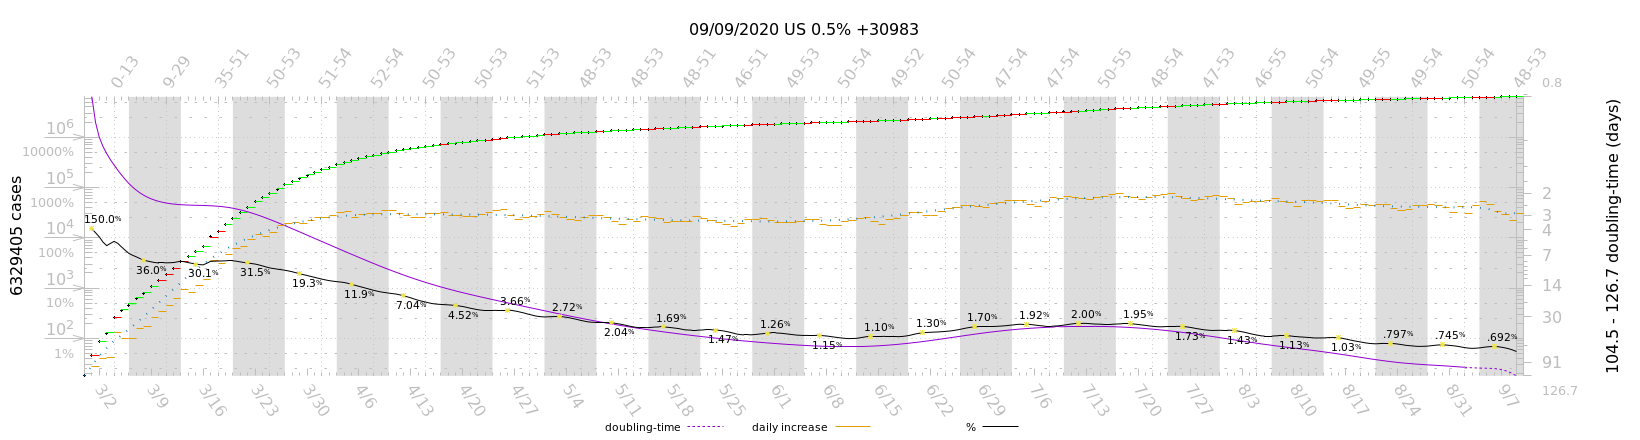 09/09/2020 US 0.5% +30983
0-13 9-29 35-51 50-53 51-54 52-54 50-53 50-53 51-53 48-53 48-53 48-51 46-51 49-53 50-54 49-52 50-54 47-54 47-54 50-55 48-54 47-53 46-55 50-54 49-54 49-54 50-54 48-53
6329405 cases
10⁶
10000%
10⁵
1000%
10⁴
100%
10³
10%
10²
1%
150.0% 36.0% 30.1% 31.5% 19.3% 11.9% 7.04% 4.52% 3.66% 2.72% 2.04% 1.69% 1.47% 1.26% 1.15% 1.10% 1.30% 1.70% 1.92% 2.00% 1.95% 1.73% 1.43% 1.13% 1.03% .797% .745% .692%
0.8
2
3
4
7
14
30
91
126.7
104.5 - 126.7 doubling-time (days)
3/2 3/9 3/16 3/23 3/30 4/6 4/13 4/20 4/27 5/4 5/11 5/18 5/25 6/1 6/8 6/15 6/22 6/29 7/6 7/13 7/20 7/27 8/3 8/10 8/17 8/24 8/31 9/7
doubling-time daily increase %